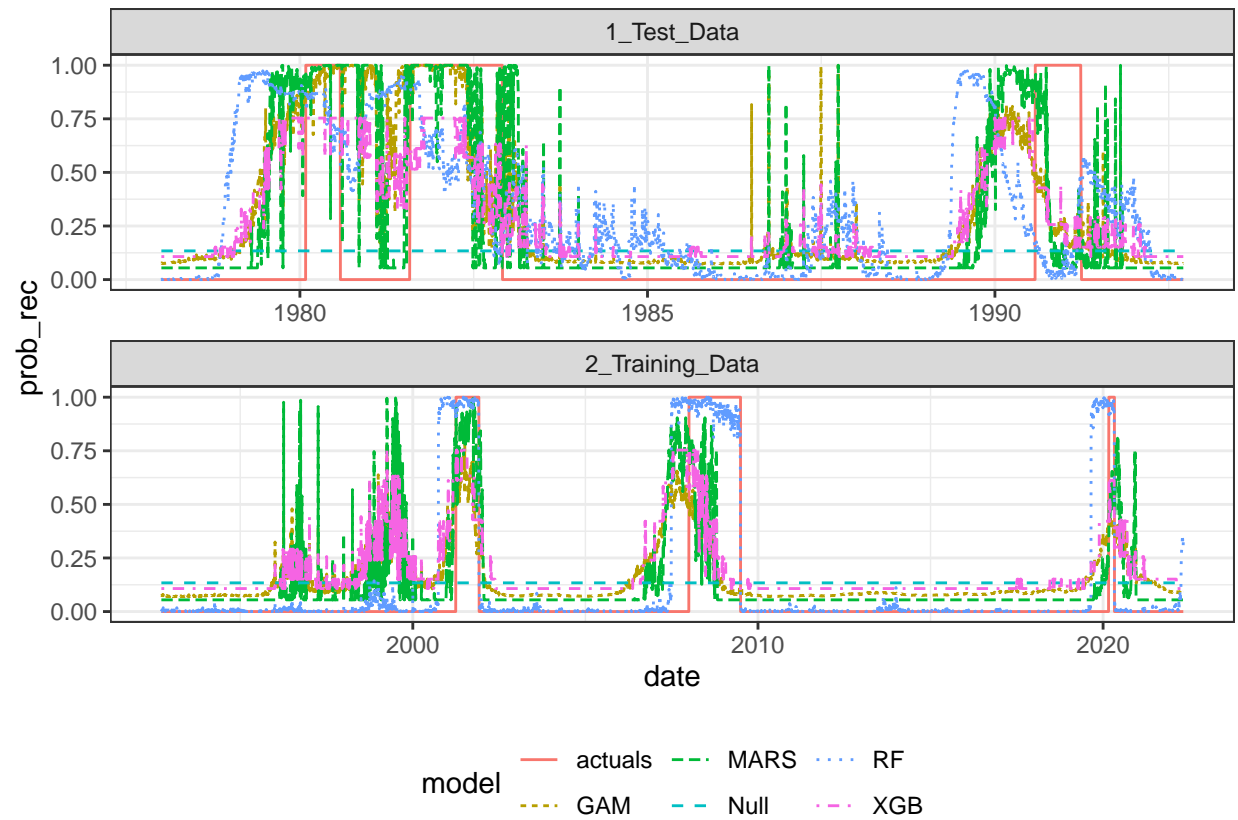 1_Test_Data
1.00
0.75
0.50
0.25
0.00
1980 1985 1990
prob_rec
2_Training_Data
1.00
0.75
0.50
0.25
0.00
2000 2010 2020
date
model
actuals MARS RF
GAM Null XGB